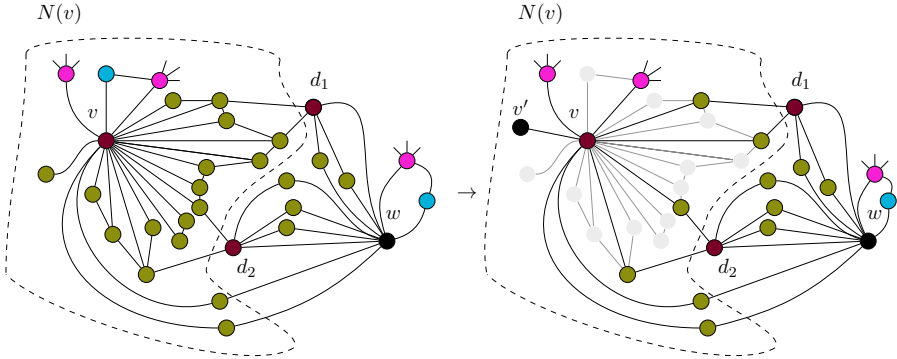 N(v) N(v)
d₁ d₁
v v' v
w → w
d₂ d₂